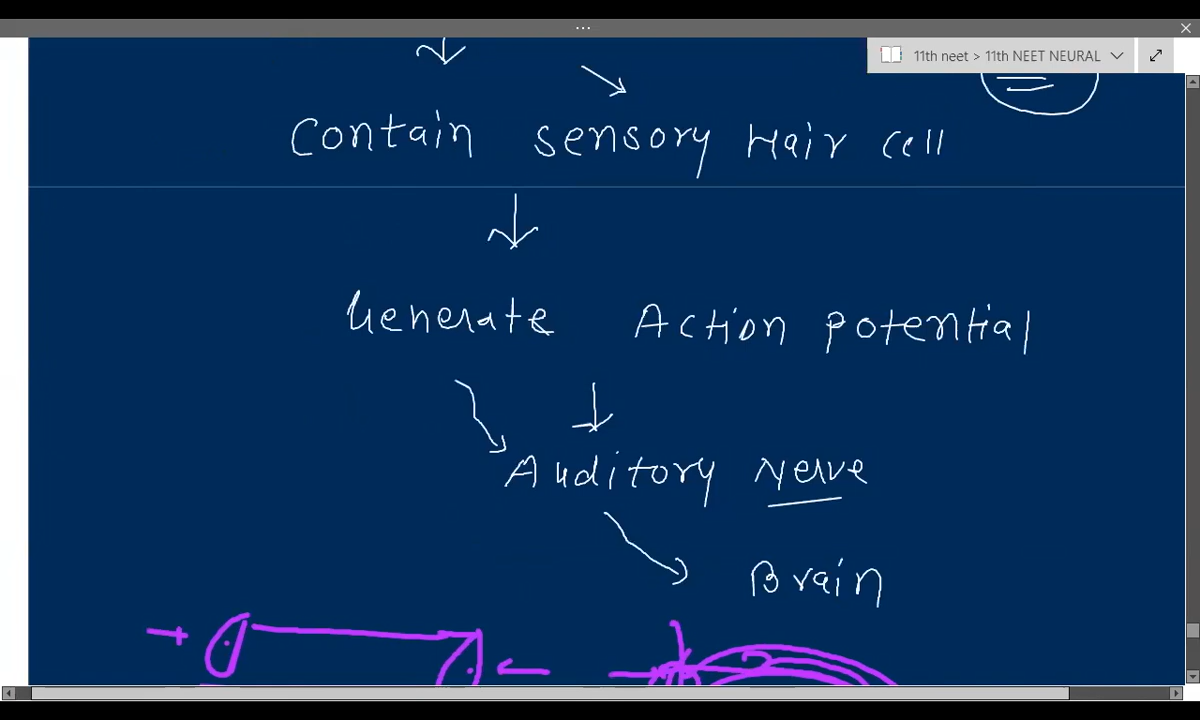 ...
11th neet > 11th NEET NEURAL
Contain sensory Hair cell
Generate Action potential
Auditory Nerve
Brain